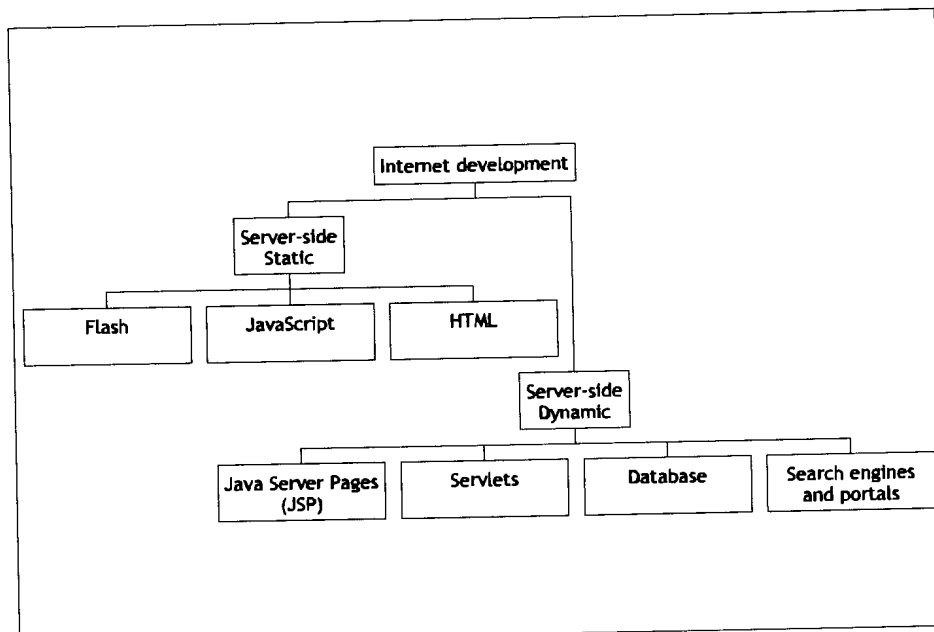 Internet development
Server-side
Static
Flash
JavaScript
HTML
Server-side
Dynamic
Java Server Pages
(JSP)
Servlets
Database
Search engines
and portals